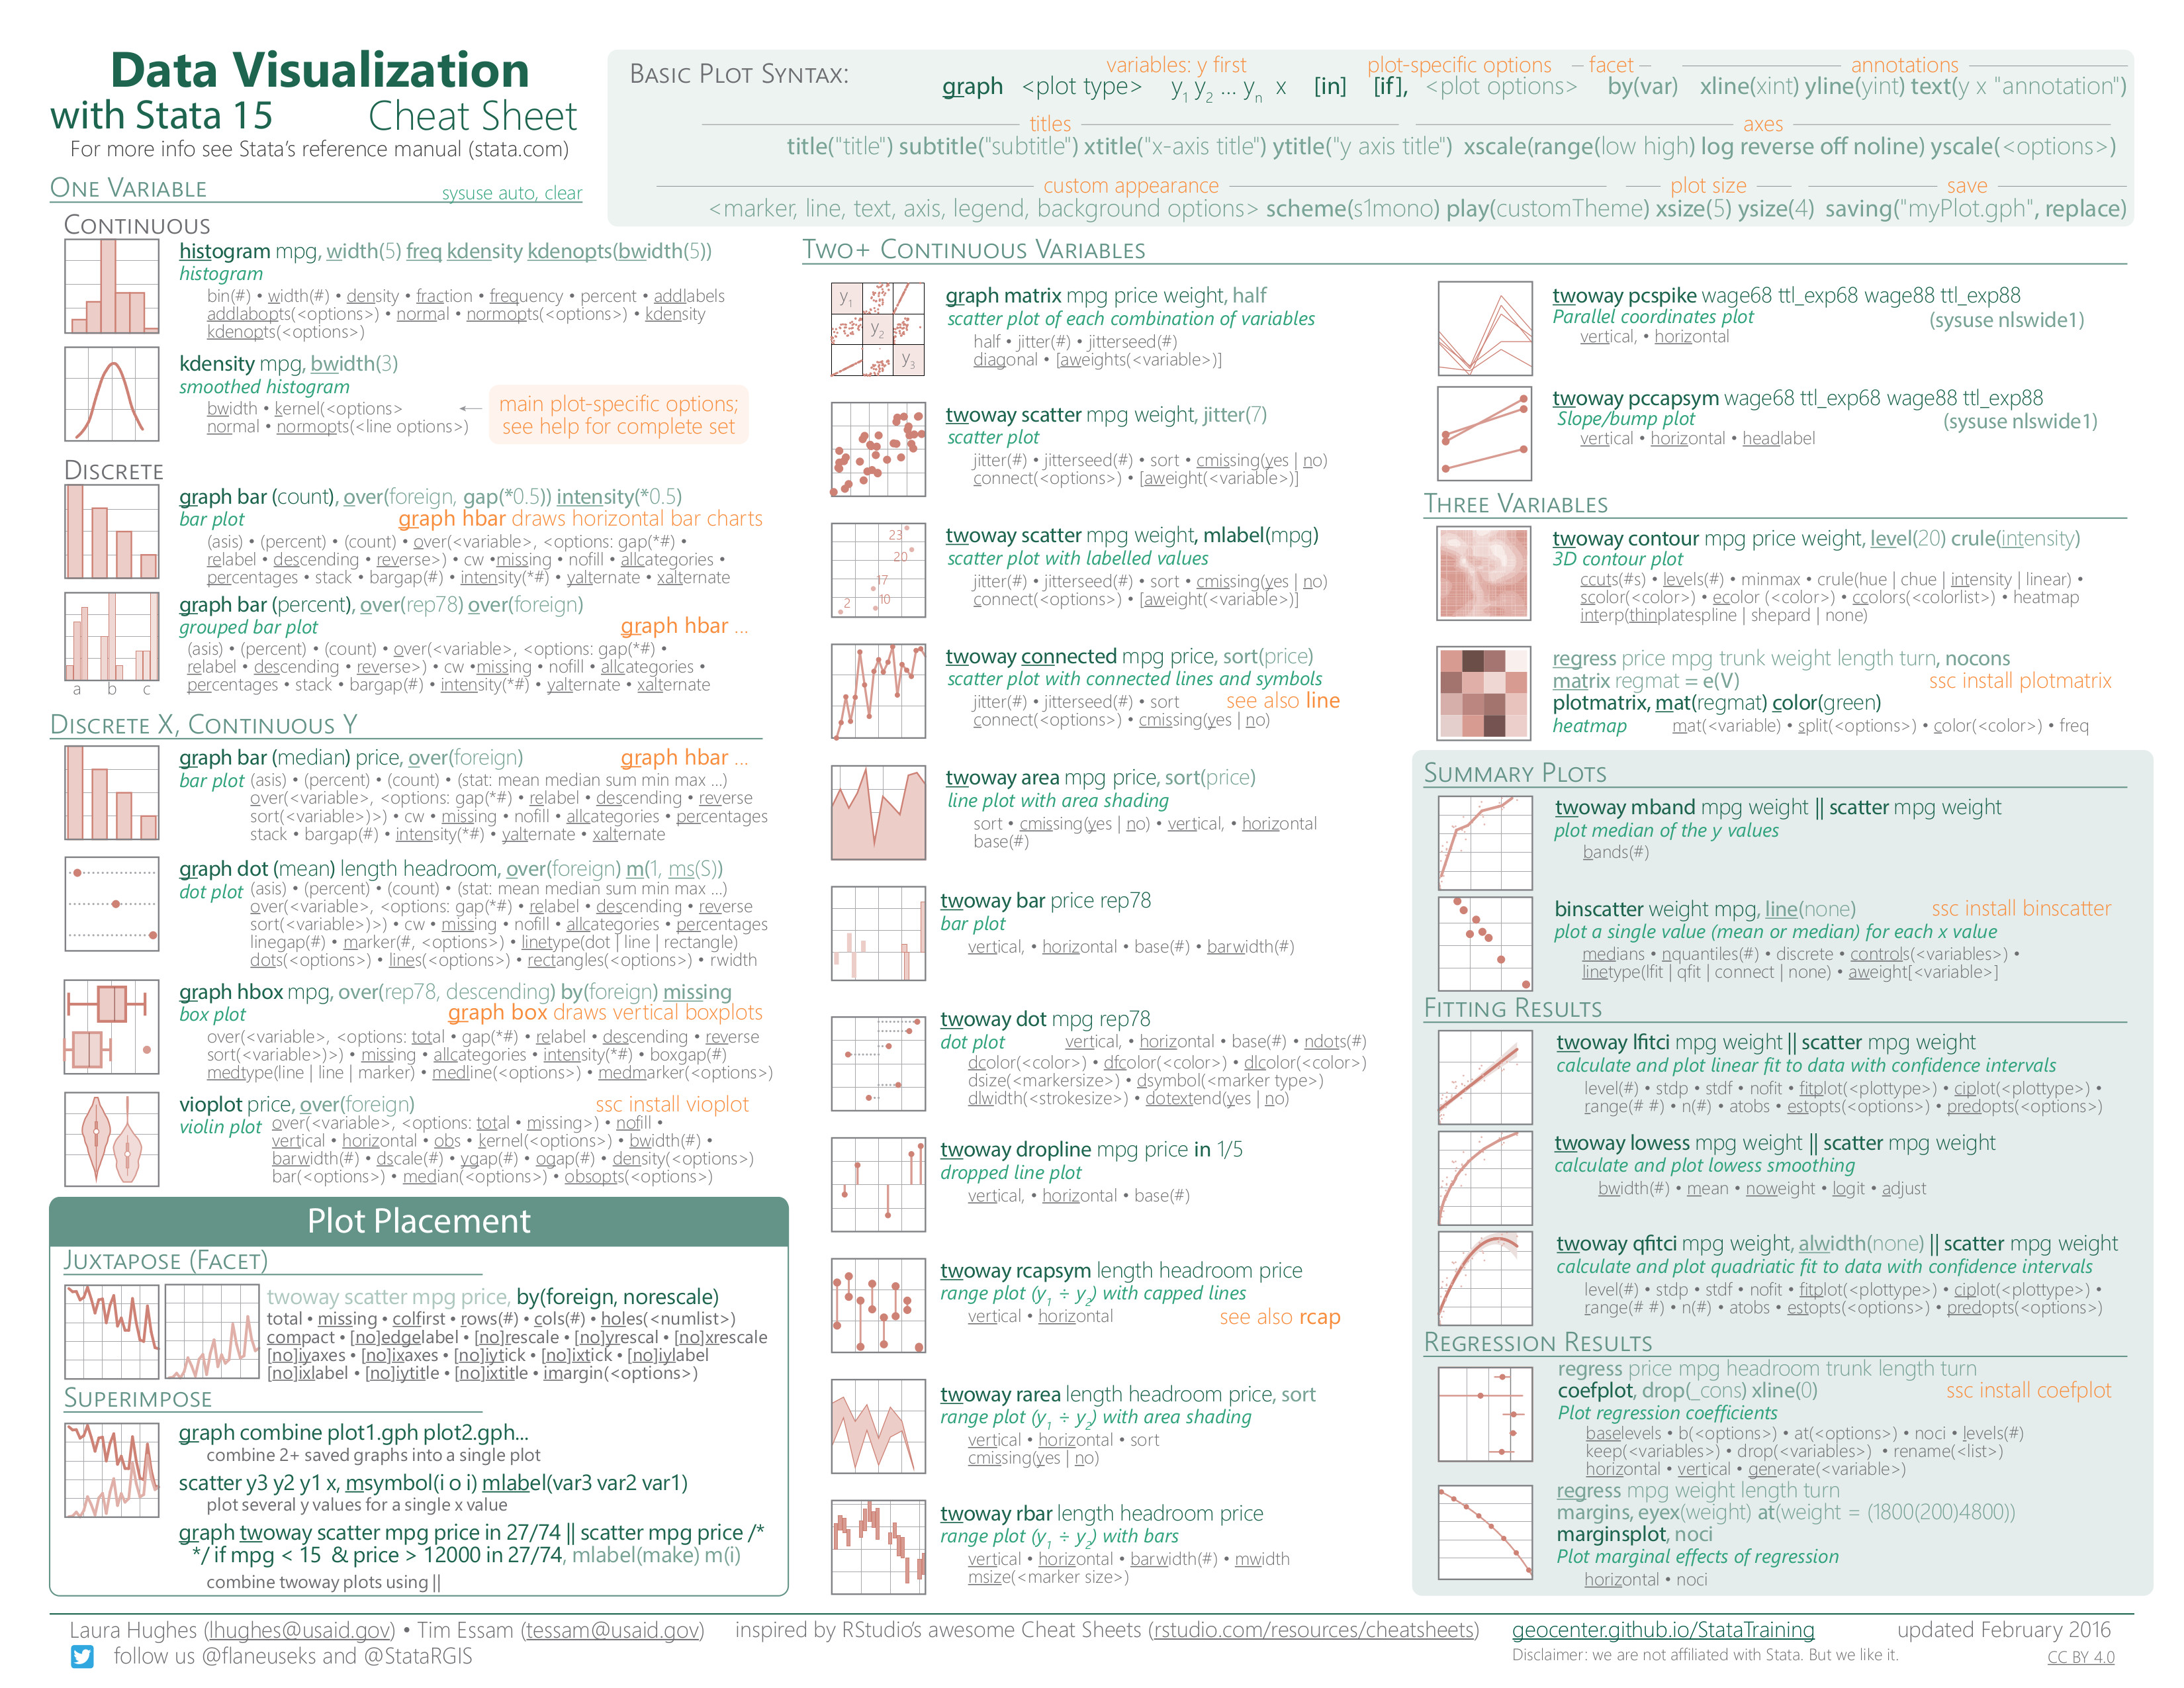 Data Visualization
with Stata 15 Cheat Sheet
For more info see Stata's reference manual (stata.com)
BASIC PLOT SYNTAX:
variables: y first plot-specific options facet annotations
graph <plot type> y1 y2 ... yn x [in] [if], <plot options> by(var) xline(xint) yline(yint) text(y x "annotation")
titles axes
title("title") subtitle("subtitle") xtitle("x-axis title") ytitle("y axis title") xscale(range(low high) log reverse off noline) yscale(<options>)
custom appearance plot size save
<marker, line, text, axis, legend, background options> scheme(s1mono) play(customTheme) xsize(5) ysize(4) saving("myPlot.gph", replace)
ONE VARIABLE sysuse auto, clear
CONTINUOUS
histogram mpg, width(5) freq kdensity kdenopts(bwidth(5))
histogram
bin(#) • width(#) • density • fraction • frequency • percent • addlabels
addlabopts(<options>) • normal • normopts(<options>) • kdensity
kdenopts(<options>)
kdensity mpg, bwidth(3)
smoothed histogram
bwidth • kernel(<options>
normal • normopts(<line options>)
main plot-specific options;
see help for complete set
DISCRETE
graph bar (count), over(foreign, gap(*0.5)) intensity(*0.5)
bar plot graph hbar draws horizontal bar charts
(asis) • (percent) • (count) • over(<variable>, <options: gap(*#) •
relabel • descending • reverse>) • cw •missing • nofill • allcategories •
percentages • stack • bargap(#) • intensity(*#) • yalternate • xalternate
graph bar (percent), over(rep78) over(foreign)
grouped bar plot graph hbar ...
(asis) • (percent) • (count) • over(<variable>, <options: gap(*#) •
relabel • descending • reverse>) • cw •missing • nofill • allcategories •
percentages • stack • bargap(#) • intensity(*#) • yalternate • xalternate
a b c
DISCRETE X, CONTINUOUS Y
graph bar (median) price, over(foreign) graph hbar ...
bar plot (asis) • (percent) • (count) • (stat: mean median sum min max ...)
over(<variable>, <options: gap(*#) • relabel • descending • reverse
sort(<variable>)>) • cw • missing • nofill • allcategories • percentages
stack • bargap(#) • intensity(*#) • yalternate • xalternate
graph dot (mean) length headroom, over(foreign) m(1, ms(S))
dot plot (asis) • (percent) • (count) • (stat: mean median sum min max ...)
over(<variable>, <options: gap(*#) • relabel • descending • reverse
sort(<variable>)>) • cw • missing • nofill • allcategories • percentages
linegap(#) • marker(#, <options>) • linetype(dot | line | rectangle)
dots(<options>) • lines(<options>) • rectangles(<options>) • rwidth
graph hbox mpg, over(rep78, descending) by(foreign) missing
box plot graph box draws vertical boxplots
over(<variable>, <options: total • gap(*#) • relabel • descending • reverse
sort(<variable>)>) • missing • allcategories • intensity(*#) • boxgap(#)
medtype(line | line | marker) • medline(<options>) • medmarker(<options>)
vioplot price, over(foreign) ssc install vioplot
violin plot over(<variable>, <options: total • missing>) • nofill •
vertical • horizontal • obs • kernel(<options>) • bwidth(#) •
barwidth(#) • dscale(#) • ygap(#) • ogap(#) • density(<options>)
bar(<options>) • median(<options>) • obsopts(<options>)
Plot Placement
JUXTAPOSE (FACET)
twoway scatter mpg price, by(foreign, norescale)
total • missing • colfirst • rows(#) • cols(#) • holes(<numlist>)
compact • [no]edgelabel • [no]rescale • [no]yrescal • [no]xrescale
[no]iyaxes • [no]ixaxes • [no]iytick • [no]ixtick • [no]iylabel
[no]ixlabel • [no]iytitle • [no]ixtitle • imargin(<options>)
SUPERIMPOSE
graph combine plot1.gph plot2.gph...
combine 2+ saved graphs into a single plot
scatter y3 y2 y1 x, msymbol(i o i) mlabel(var3 var2 var1)
plot several y values for a single x value
graph twoway scatter mpg price in 27/74 || scatter mpg price /*
*/ if mpg < 15 & price > 12000 in 27/74, mlabel(make) m(i)
combine twoway plots using ||
TWO+ CONTINUOUS VARIABLES
y1
y2
y3
graph matrix mpg price weight, half
scatter plot of each combination of variables
half • jitter(#) • jitterseed(#)
diagonal • [aweights(<variable>)]
twoway scatter mpg weight, jitter(7)
scatter plot
jitter(#) • jitterseed(#) • sort • cmissing(yes | no)
connect(<options>) • [aweight(<variable>)]
23
20
17
2
10
twoway scatter mpg weight, mlabel(mpg)
scatter plot with labelled values
jitter(#) • jitterseed(#) • sort • cmissing(yes | no)
connect(<options>) • [aweight(<variable>)]
twoway connected mpg price, sort(price)
scatter plot with connected lines and symbols
jitter(#) • jitterseed(#) • sort see also line
connect(<options>) • cmissing(yes | no)
twoway area mpg price, sort(price)
line plot with area shading
sort • cmissing(yes | no) • vertical, • horizontal
base(#)
twoway bar price rep78
bar plot
vertical, • horizontal • base(#) • barwidth(#)
twoway dot mpg rep78
dot plot vertical, • horizontal • base(#) • ndots(#)
dcolor(<color>) • dfcolor(<color>) • dlcolor(<color>)
dsize(<markersize>) • dsymbol(<marker type>)
dlwidth(<strokesize>) • dotextend(yes | no)
twoway dropline mpg price in 1/5
dropped line plot
vertical, • horizontal • base(#)
twoway rcapsym length headroom price
range plot (y1 ÷ y2) with capped lines
vertical • horizontal see also rcap
twoway rarea length headroom price, sort
range plot (y1 ÷ y2) with area shading
vertical • horizontal • sort
cmissing(yes | no)
twoway rbar length headroom price
range plot (y1 ÷ y2) with bars
vertical • horizontal • barwidth(#) • mwidth
msize(<marker size>)
twoway pcspike wage68 ttl_exp68 wage88 ttl_exp88
Parallel coordinates plot (sysuse nlswide1)
vertical, • horizontal
twoway pccapsym wage68 ttl_exp68 wage88 ttl_exp88
Slope/bump plot (sysuse nlswide1)
vertical • horizontal • headlabel
THREE VARIABLES
twoway contour mpg price weight, level(20) crule(intensity)
3D contour plot
ccuts(#s) • levels(#) • minmax • crule(hue | chue | intensity | linear) •
scolor(<color>) • ecolor (<color>) • ccolors(<colorlist>) • heatmap
interp(thinplatespline | shepard | none)
regress price mpg trunk weight length turn, nocons
matrix regmat = e(V) ssc install plotmatrix
plotmatrix, mat(regmat) color(green)
heatmap mat(<variable) • split(<options>) • color(<color>) • freq
SUMMARY PLOTS
twoway mband mpg weight || scatter mpg weight
plot median of the y values
bands(#)
binscatter weight mpg, line(none) ssc install binscatter
plot a single value (mean or median) for each x value
medians • nquantiles(#) • discrete • controls(<variables>) •
linetype(lfit | qfit | connect | none) • aweight[<variable>]
FITTING RESULTS
twoway lfitci mpg weight || scatter mpg weight
calculate and plot linear fit to data with confidence intervals
level(#) • stdp • stdf • nofit • fitplot(<plottype>) • ciplot(<plottype>) •
range(# #) • n(#) • atobs • estopts(<options>) • predopts(<options>)
twoway lowess mpg weight || scatter mpg weight
calculate and plot lowess smoothing
bwidth(#) • mean • noweight • logit • adjust
twoway qfitci mpg weight, alwidth(none) || scatter mpg weight
calculate and plot quadriatic fit to data with confidence intervals
level(#) • stdp • stdf • nofit • fitplot(<plottype>) • ciplot(<plottype>) •
range(# #) • n(#) • atobs • estopts(<options>) • predopts(<options>)
REGRESSION RESULTS
regress price mpg headroom trunk length turn
coefplot, drop(_cons) xline(0) ssc install coefplot
Plot regression coefficients
baselevels • b(<options>) • at(<options>) • noci • levels(#)
keep(<variables>) • drop(<variables>) • rename(<list>)
horizontal • vertical • generate(<variable>)
regress mpg weight length turn
margins, eyex(weight) at(weight = (1800(200)4800))
marginsplot, noci
Plot marginal effects of regression
horizontal • noci
Laura Hughes (lhughes@usaid.gov) • Tim Essam (tessam@usaid.gov) inspired by RStudio's awesome Cheat Sheets (rstudio.com/resources/cheatsheets) geocenter.github.io/StataTraining updated February 2016
follow us @flaneuseks and @StataRGIS Disclaimer: we are not affiliated with Stata. But we like it. CC BY 4.0